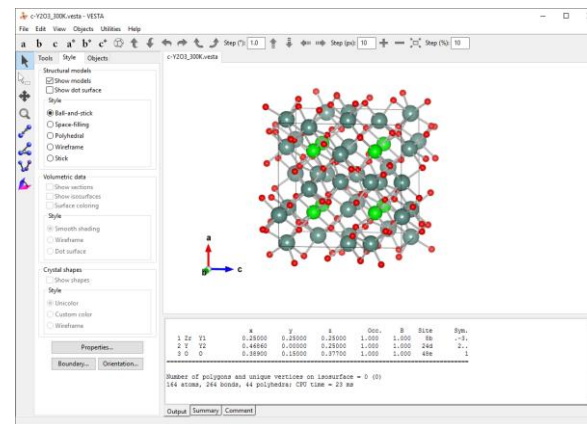 c-Y2O3_300K.vesta - VESTA
File Edit View Objects Utilities Help
a b c a* b* c* Step (°): 1.0 Step (px): 10 Step (%): 10
Tools Style Objects
c-Y2O3_300K.vesta
Structural models
Show models
Show dot surface
Style
Ball-and-stick
Space-filling
Polyhedral
Wireframe
Stick
Volumetric data
Show sections
Show isosurfaces
Surface coloring
Style
Smooth shading
Wireframe
Dot surface
Crystal shapes
Show shapes
Style
Unicolor
Custom color
Wireframe
Properties...
Boundary... Orientation...
a
b
c
x y z Occ. B Site Sym.
1 Zr Y1 0.25000 0.25000 0.25000 1.000 1.000 8b .-3.
2 Y Y2 0.46860 0.00000 0.25000 1.000 1.000 24d 2..
3 O O 0.38900 0.15000 0.37700 1.000 1.000 48e 1
Number of polygons and unique vertices on isosurface = 0 (0)
164 atoms, 264 bonds, 44 polyhedra; CPU time = 23 ms
Output Summary Comment